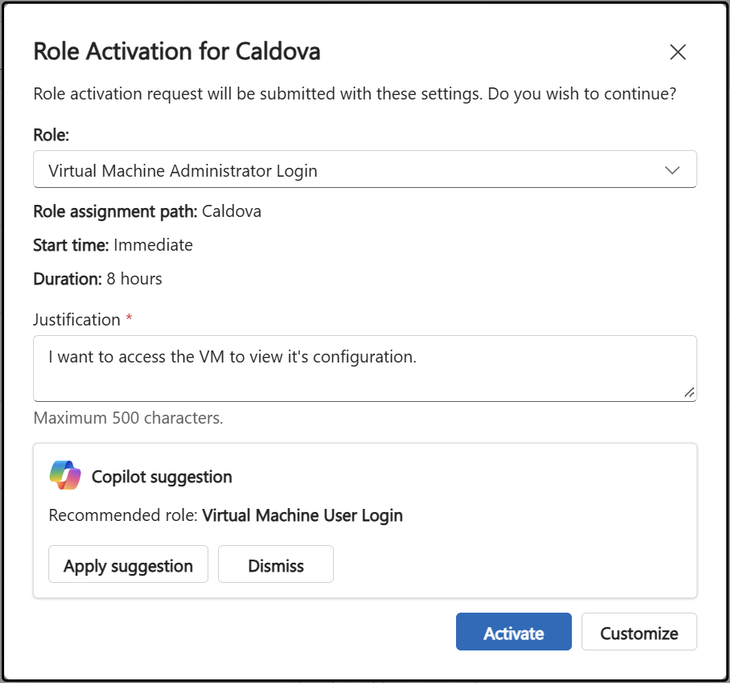 Role Activation for Caldova
Role activation request will be submitted with these settings. Do you wish to continue?
Role:
Virtual Machine Administrator Login
Role assignment path: Caldova
Start time: Immediate
Duration: 8 hours
Justification *
I want to access the VM to view it's configuration.
Maximum 500 characters.
Copilot suggestion
Recommended role: Virtual Machine User Login
Apply suggestion Dismiss
Activate Customize